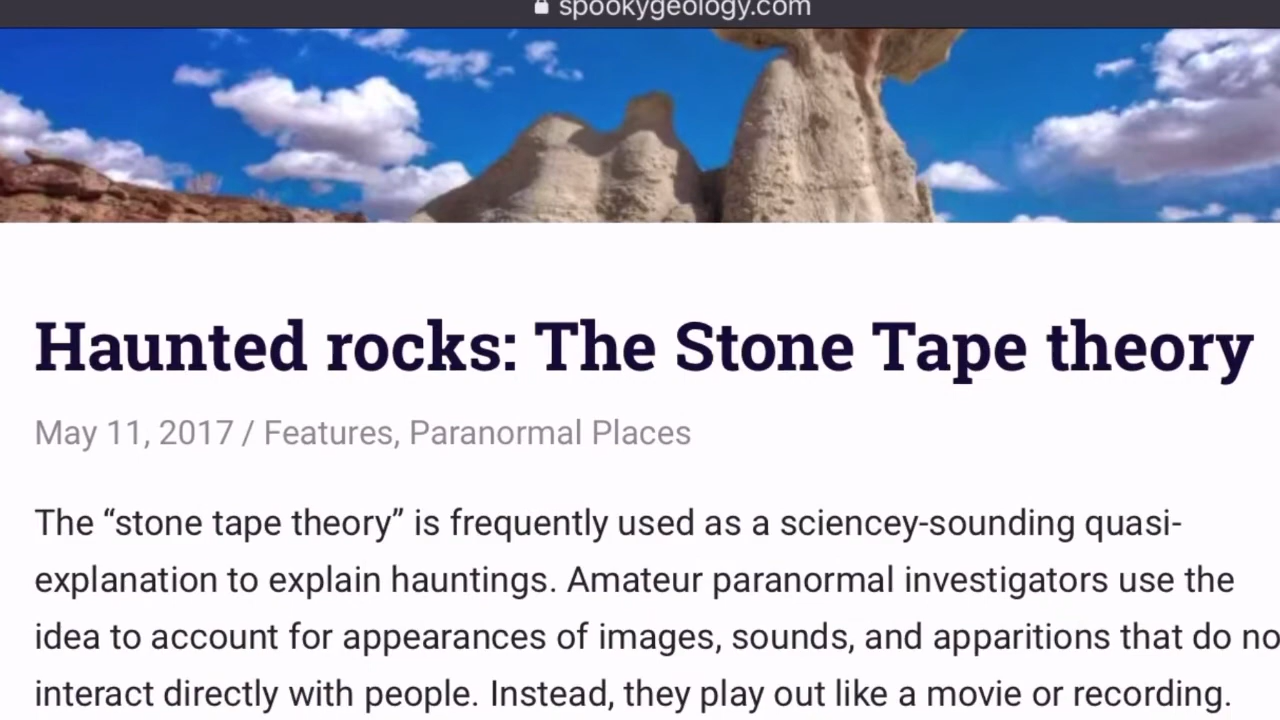 spookygeology.com
Haunted rocks: The Stone Tape theory
May 11, 2017 / Features, Paranormal Places
The “stone tape theory” is frequently used as a sciencey-sounding quasi-
explanation to explain hauntings. Amateur paranormal investigators use the
idea to account for appearances of images, sounds, and apparitions that do no
interact directly with people. Instead, they play out like a movie or recording.